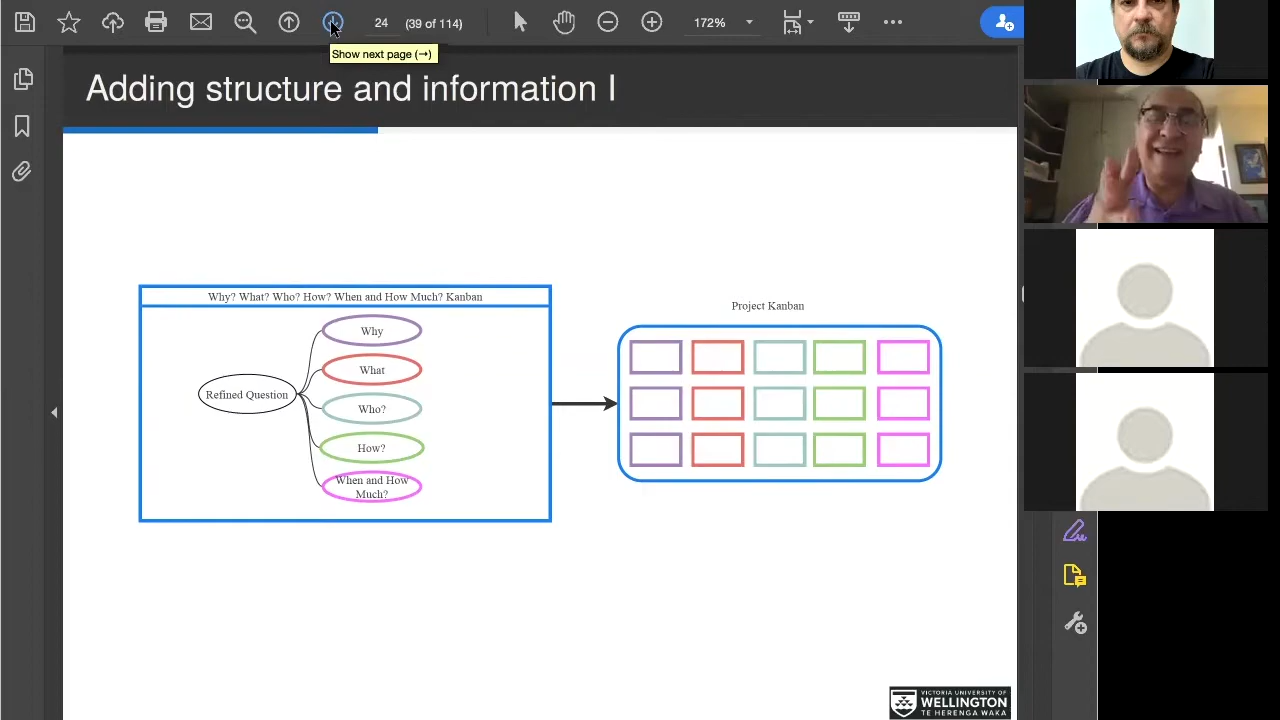 24 (39 of 114)
172%
Show next page (→)
Adding structure and information I
Why? What? Who? How? When and How Much? Kanban
Refined Question
Why
What
Who?
How?
When and How
Much?
Project Kanban
VICTORIA UNIVERSITY OF
WELLINGTON
TE HERENGA WAKA